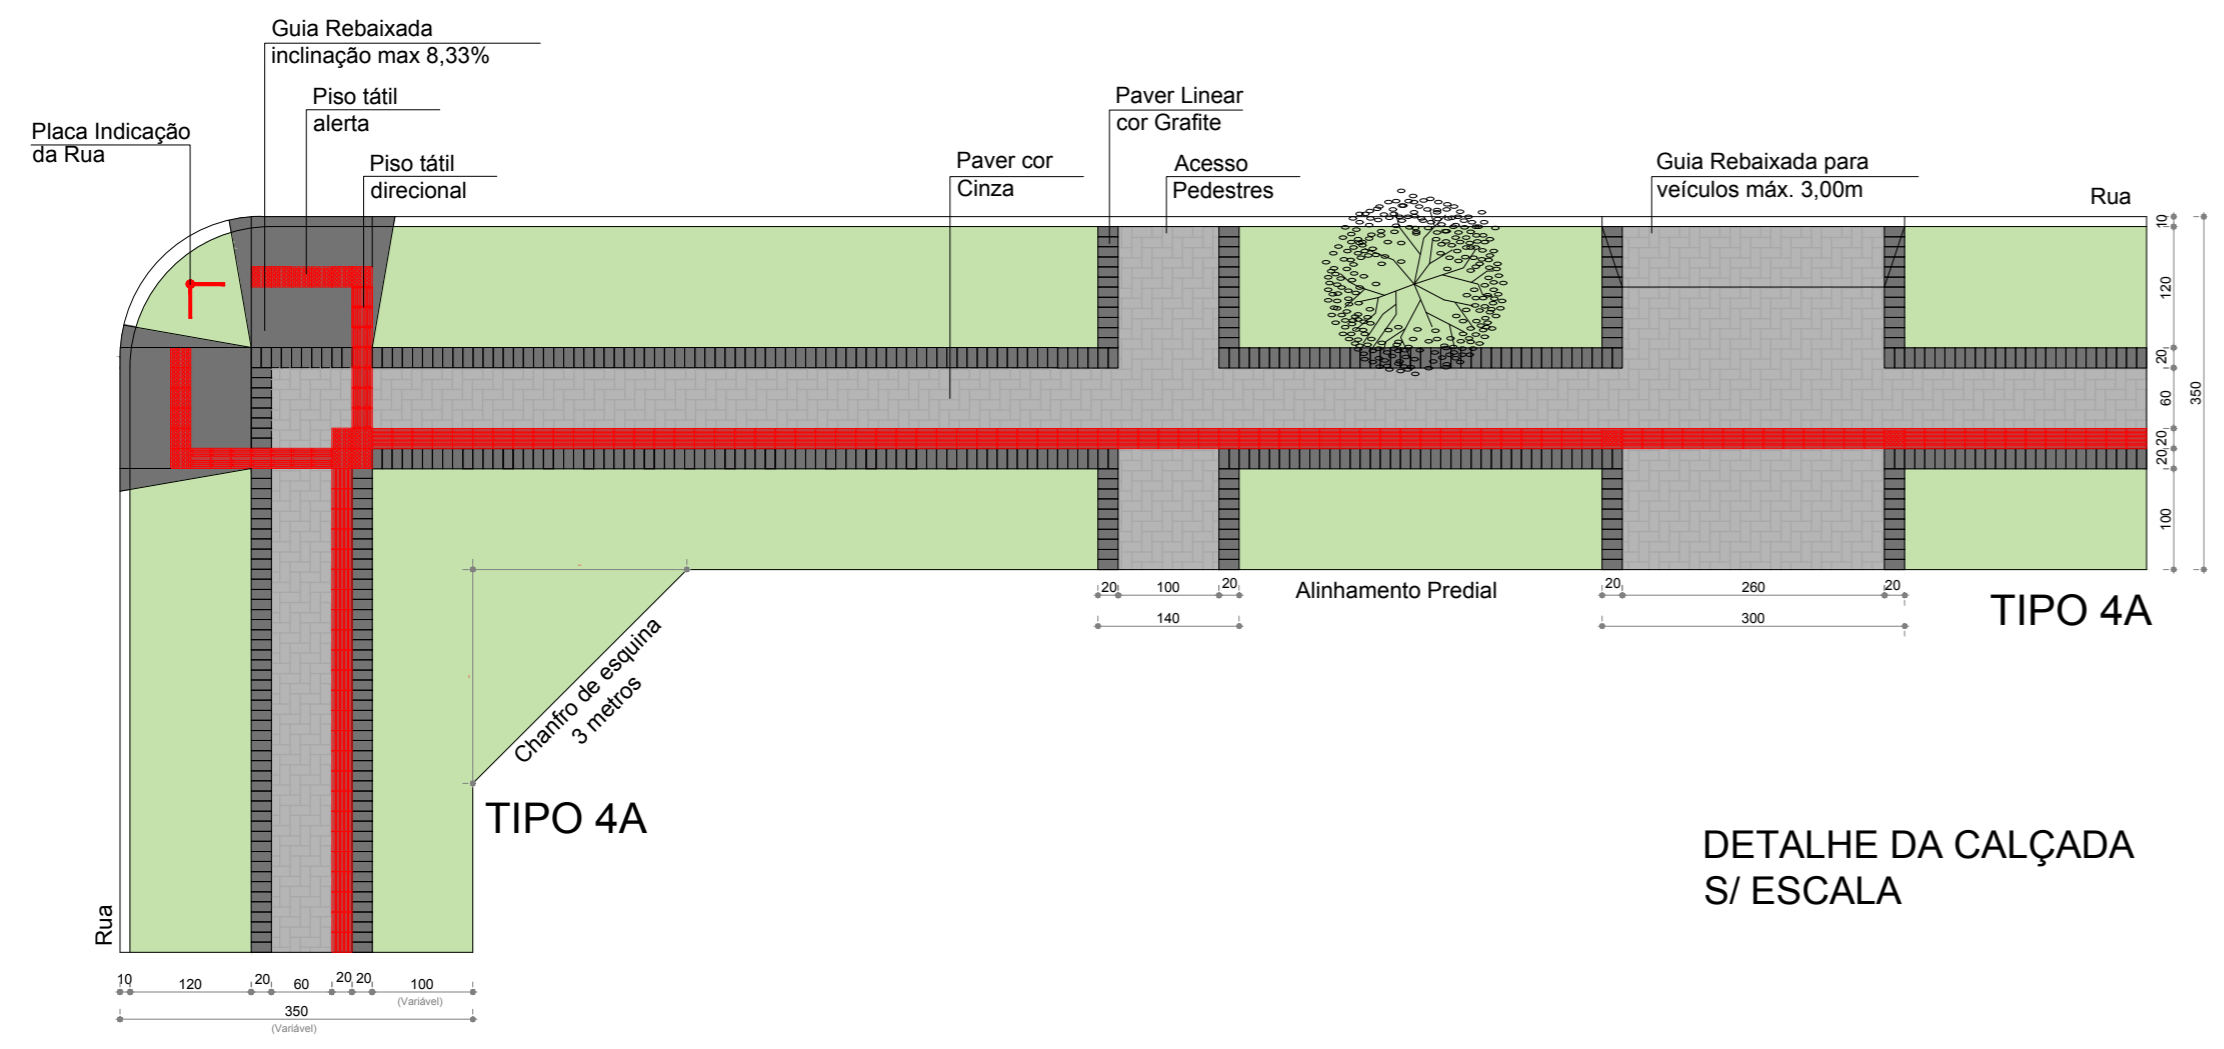 Guia Rebaixada
inclinação max 8,33%
Piso tátil
alerta
Placa Indicação
da Rua
Piso tátil
direcional
Paver cor
Cinza
Paver Linear
cor Grafite
Acesso
Pedestres
Guia Rebaixada para
veículos máx. 3,00m
Rua
10
120
20
60
20
20
100
350
20
100
20
140
Alinhamento Predial
20
260
20
300
TIPO 4A
Chanfro de esquina
3 metros
TIPO 4A
DETALHE DA CALÇADA
S/ ESCALA
Rua
10
120
20
60
20
20
100
(Variável)
350
(Variável)